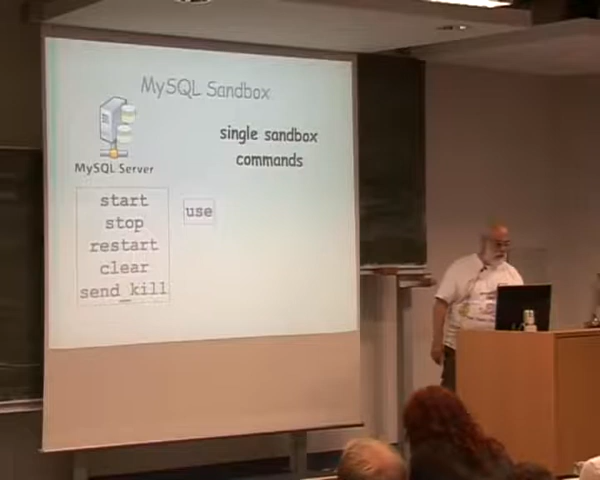 MySQL Sandbox
single sandbox
commands
MySQL Server
start
stop
restart
clear
send_kill
use